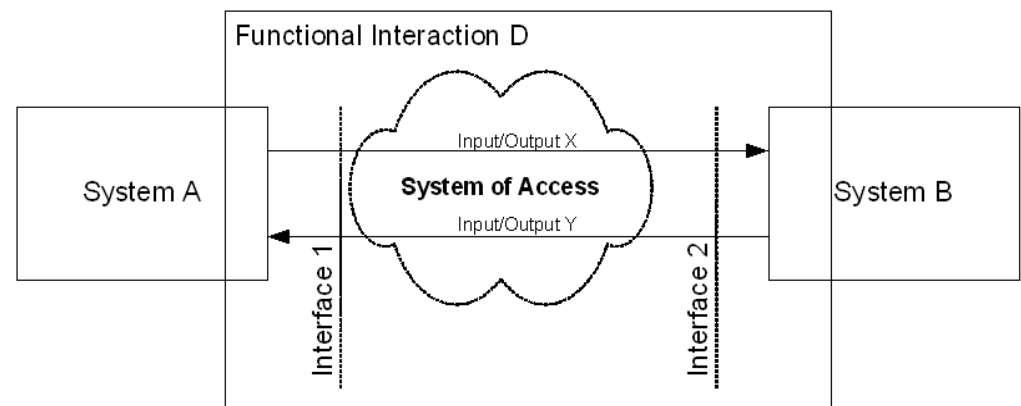 Functional Interaction D
Input/Output X
System A
System of Access
System B
Input/Output Y
Interface 1
Interface 2